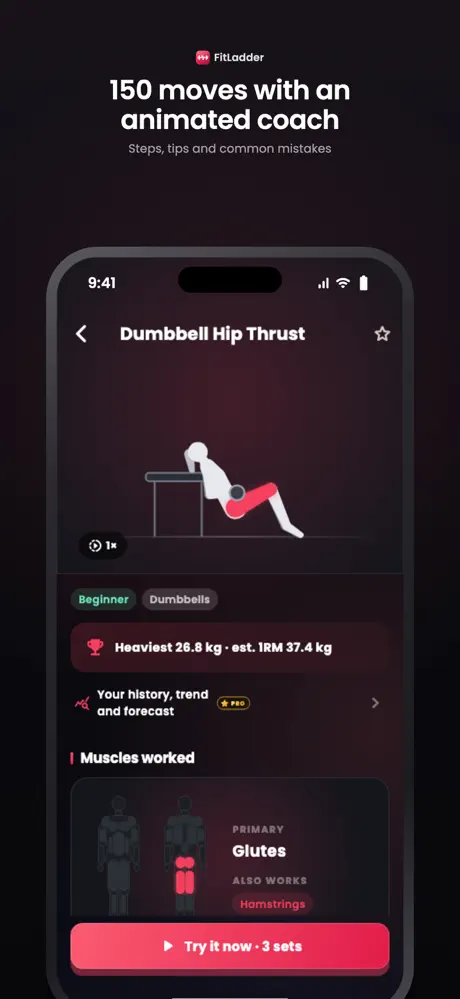 FitLadder
150 moves with an
animated coach
Steps, tips and common mistakes
9:41
Dumbbell Hip Thrust
1×
Beginner
Dumbbells
Heaviest 26.8 kg · est. 1RM 37.4 kg
Your history, trend
and forecast
PRO
Muscles worked
PRIMARY
Glutes
ALSO WORKS
Hamstrings
Try it now · 3 sets